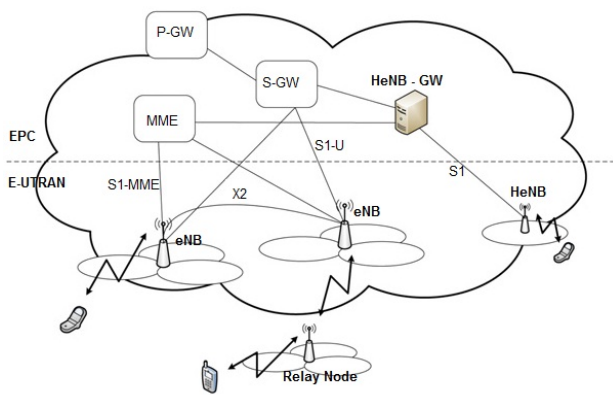 P-GW
S-GW
HeNB - GW
MME
EPC
S1-U
S1
E-UTRAN
S1-MME
X2
HeNB
eNB
eNB
Relay Node